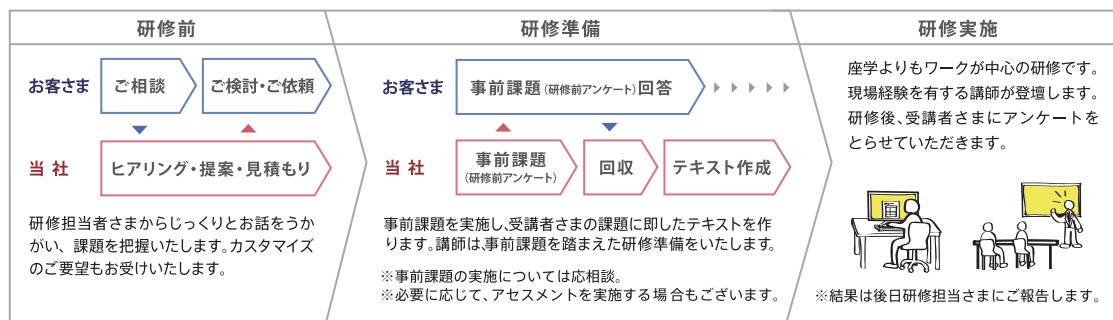 研修前
お客さま
ご相談
ご検討・ご依頼
当社
ヒアリング・提案・見積もり
研修担当者さまからじっくりとお話をうか
がい、課題を把握いたします。カスタマイズ
のご要望もお受けいたします。
研修準備
お客さま
事前課題(研修前アンケート)回答
当社
事前課題
(研修前アンケート)
回収
テキスト作成
事前課題を実施し、受講者さまの課題に即したテキストを作
ります。講師は、事前課題を踏まえた研修準備をいたします。
※事前課題の実施については応相談。
※必要に応じて、アセスメントを実施する場合もございます。
研修実施
座学よりもワークが中心の研修です。
現場経験を有する講師が登壇します。
研修後、受講者さまにアンケートを
とらせていただきます。
※結果は後日研修担当さまにご報告します。